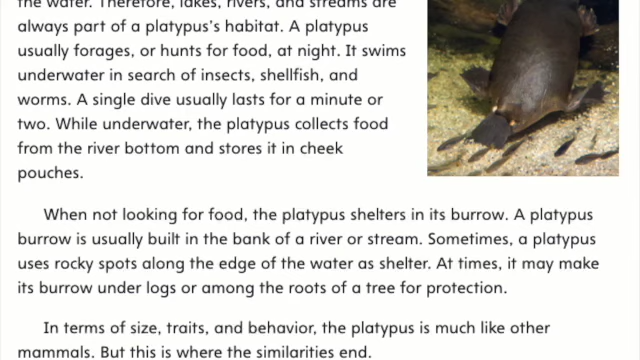 the water. Therefore, lakes, rivers, and streams are
always part of a platypus's habitat. A platypus
usually forages, or hunts for food, at night. It swims
underwater in search of insects, shellfish, and
worms. A single dive usually lasts for a minute or
two. While underwater, the platypus collects food
from the river bottom and stores it in cheek
pouches.
When not looking for food, the platypus shelters in its burrow. A platypus
burrow is usually built in the bank of a river or stream. Sometimes, a platypus
uses rocky spots along the edge of the water as shelter. At times, it may make
its burrow under logs or among the roots of a tree for protection.
In terms of size, traits, and behavior, the platypus is much like other
mammals. But this is where the similarities end.